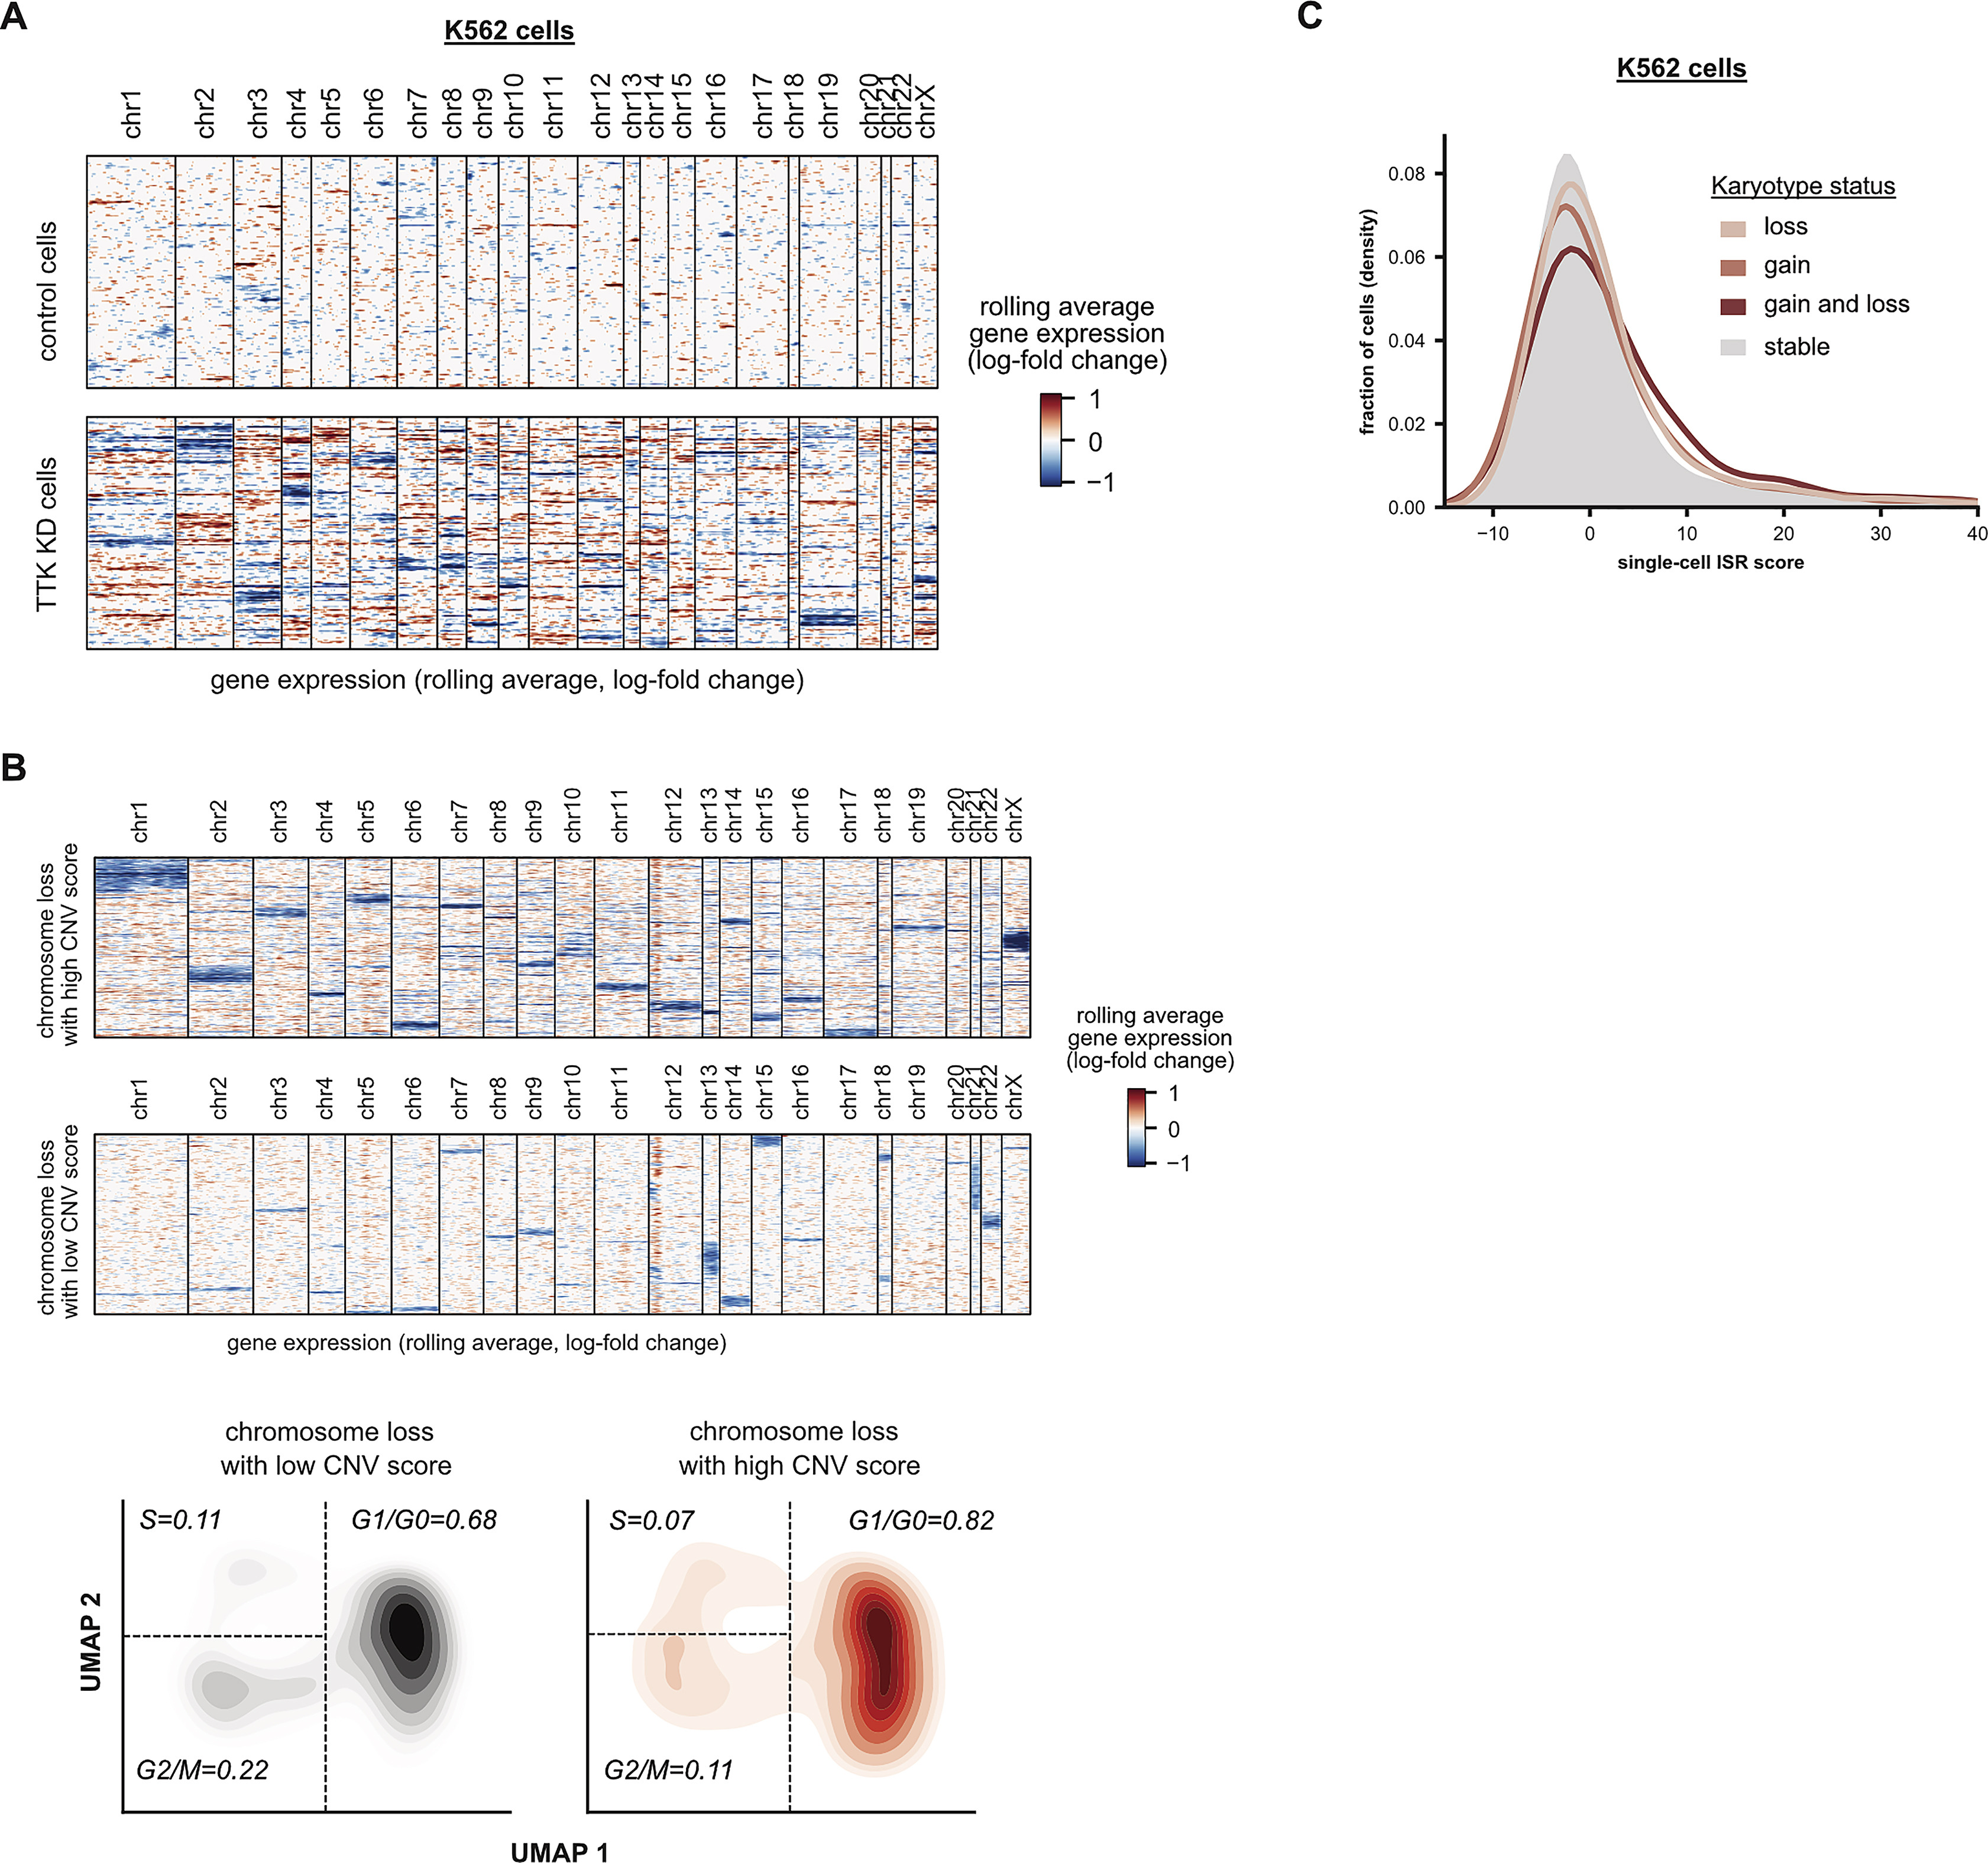 A
K562 cells
chr1 chr2 chr3 chr4 chr5 chr6 chr7 chr8 chr9 chr10 chr11 chr12 chr13 chr14 chr15 chr16 chr17 chr18 chr19 chr20 chr21 chr22 chrX
control cells
TTK KD cells
gene expression (rolling average, log-fold change)
rolling average
gene expression
(log-fold change)
1
0
−1
B
chr1 chr2 chr3 chr4 chr5 chr6 chr7 chr8 chr9 chr10 chr11 chr12 chr13 chr14 chr15 chr16 chr17 chr18 chr19 chr20 chr21 chr22 chrX
chromosome loss
with high CNV score
chr1 chr2 chr3 chr4 chr5 chr6 chr7 chr8 chr9 chr10 chr11 chr12 chr13 chr14 chr15 chr16 chr17 chr18 chr19 chr20 chr21 chr22 chrX
chromosome loss
with low CNV score
gene expression (rolling average, log-fold change)
rolling average
gene expression
(log-fold change)
1
0
−1
chromosome loss
with low CNV score
S=0.11
G1/G0=0.68
G2/M=0.22
chromosome loss
with high CNV score
S=0.07
G1/G0=0.82
G2/M=0.11
UMAP 2
UMAP 1
C
K562 cells
fraction of cells (density)
0.08
0.06
0.04
0.02
0.00
−10 0 10 20 30 40
single-cell ISR score
Karyotype status
loss
gain
gain and loss
stable